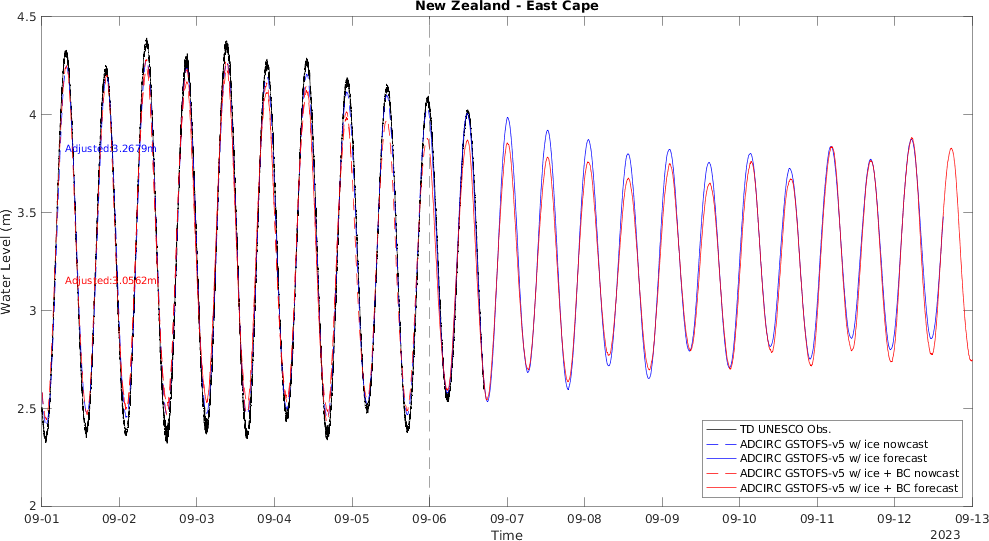 New Zealand - East Cape
4.5
4
3.5
3
2.5
2
Water Level (m)
Adjusted:3.2679m
Adjusted:3.0562m
TD UNESCO Obs.
ADCIRC GSTOFS-v5 w/ ice nowcast
ADCIRC GSTOFS-v5 w/ ice forecast
ADCIRC GSTOFS-v5 w/ ice + BC nowcast
ADCIRC GSTOFS-v5 w/ ice + BC forecast
09-01 09-02 09-03 09-04 09-05 09-06 09-07 09-08 09-09 09-10 09-11 09-12 09-13
Time
2023